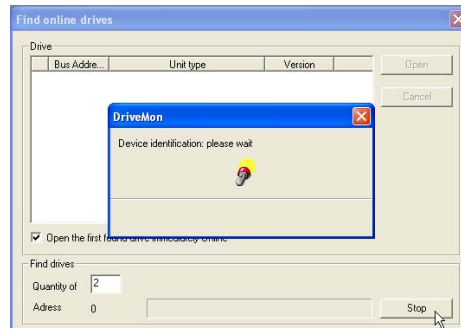 Find online drives
Drive
Bus Addre... Unit type Version
Open
Cancel
DriveMon
Device identification: please wait
Open the first found drive immediately Online
Find drives
Quantity of 2
Adress 0
Stop